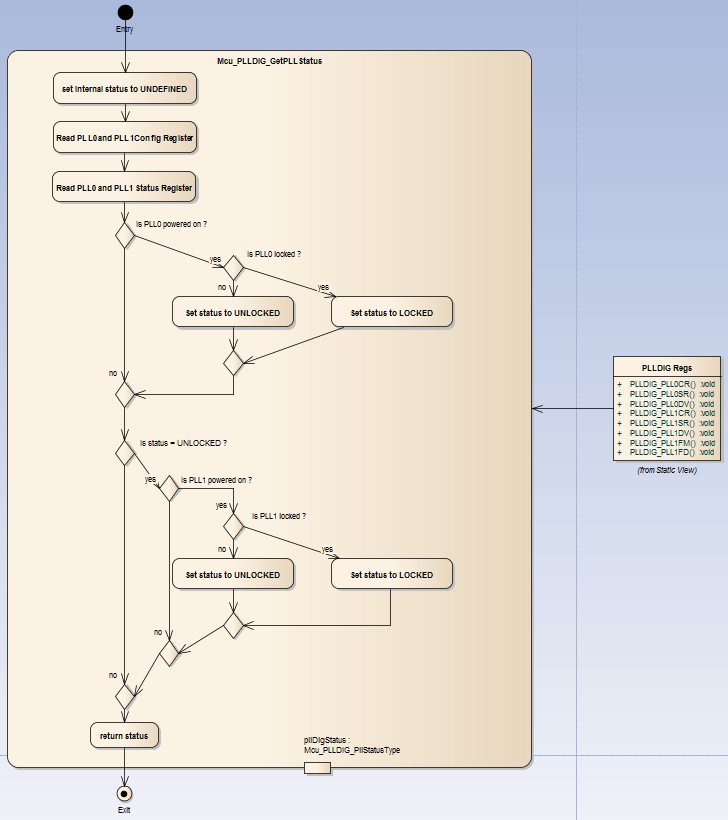 Entry
Mcu_PLLDIG_GetPLLStatus
set internal status to UNDEFINED
Read PLL0and PLL1Config Register
Read PLL0 and PLL1 Status Register
Is PLL0 powered on ?
yes
Is PLL0 locked ?
no
yes
Set status to UNLOCKED
Set status to LOCKED
no
PLLDIG Regs
+ PLLDIG_PLL0CR() :void
+ PLLDIG_PLL0SR() :void
+ PLLDIG_PLL0DV() :void
+ PLLDIG_PLL1CR() :void
+ PLLDIG_PLL1SR() :void
+ PLLDIG_PLL1DV() :void
+ PLLDIG_PLL1FM() :void
+ PLLDIG_PLL1FD() :void
(from Static View)
Is status = UNLOCKED ?
yes
Is PLL1 powered on ?
yes
Is PLL1 locked ?
no
yes
Set status to UNLOCKED
Set status to LOCKED
no
no
return status
pllDigStatus :
Mcu_PLLDIG_PllStatusType
Exit